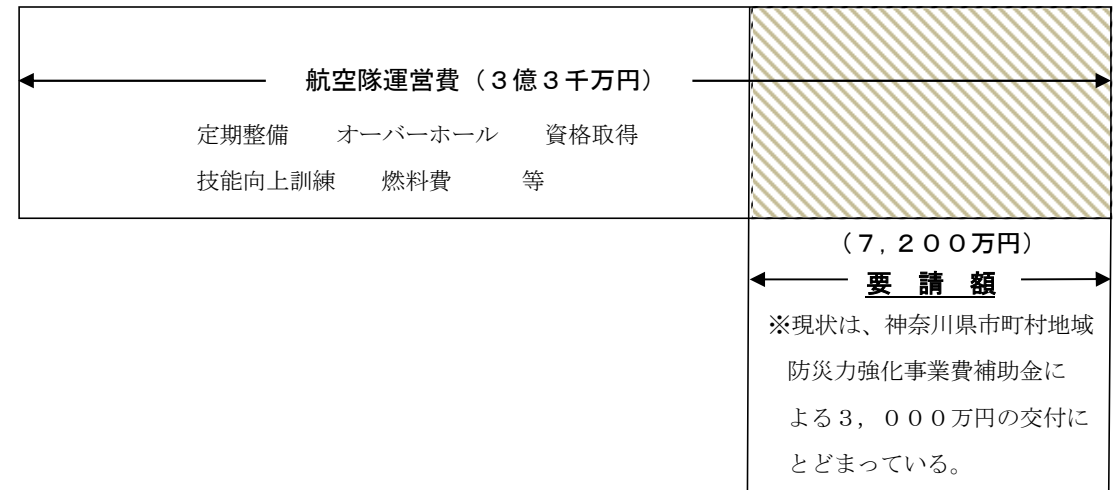 航空隊運営費（３億３千万円）
定期整備　　オーバーホール　　資格取得
技能向上訓練　　燃料費　　　等
（７，２００万円）
要　請　額
※現状は、神奈川県市町村地域
防災力強化事業費補助金に
よる３，０００万円の交付に
とどまっている。